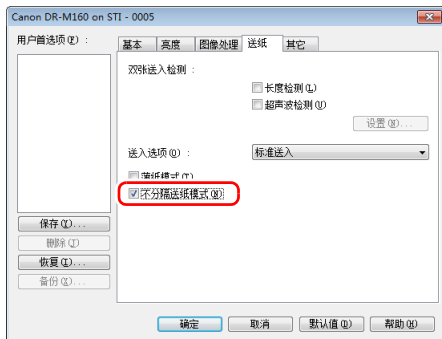 Canon DR-M160 on STI - 0005
用户首选项(P) :
基本 亮度 图像处理 送纸 其它
双张送入检测 :
长度检测(L)
超声波检测(U)
设置(W)...
送入选项(O) :
标准送入
薄纸模式(T)
不分隔送纸模式(N)
保存(V)...
删除(J)
恢复(E)...
备份(X)...
确定 取消 默认值(D) 帮助(H)